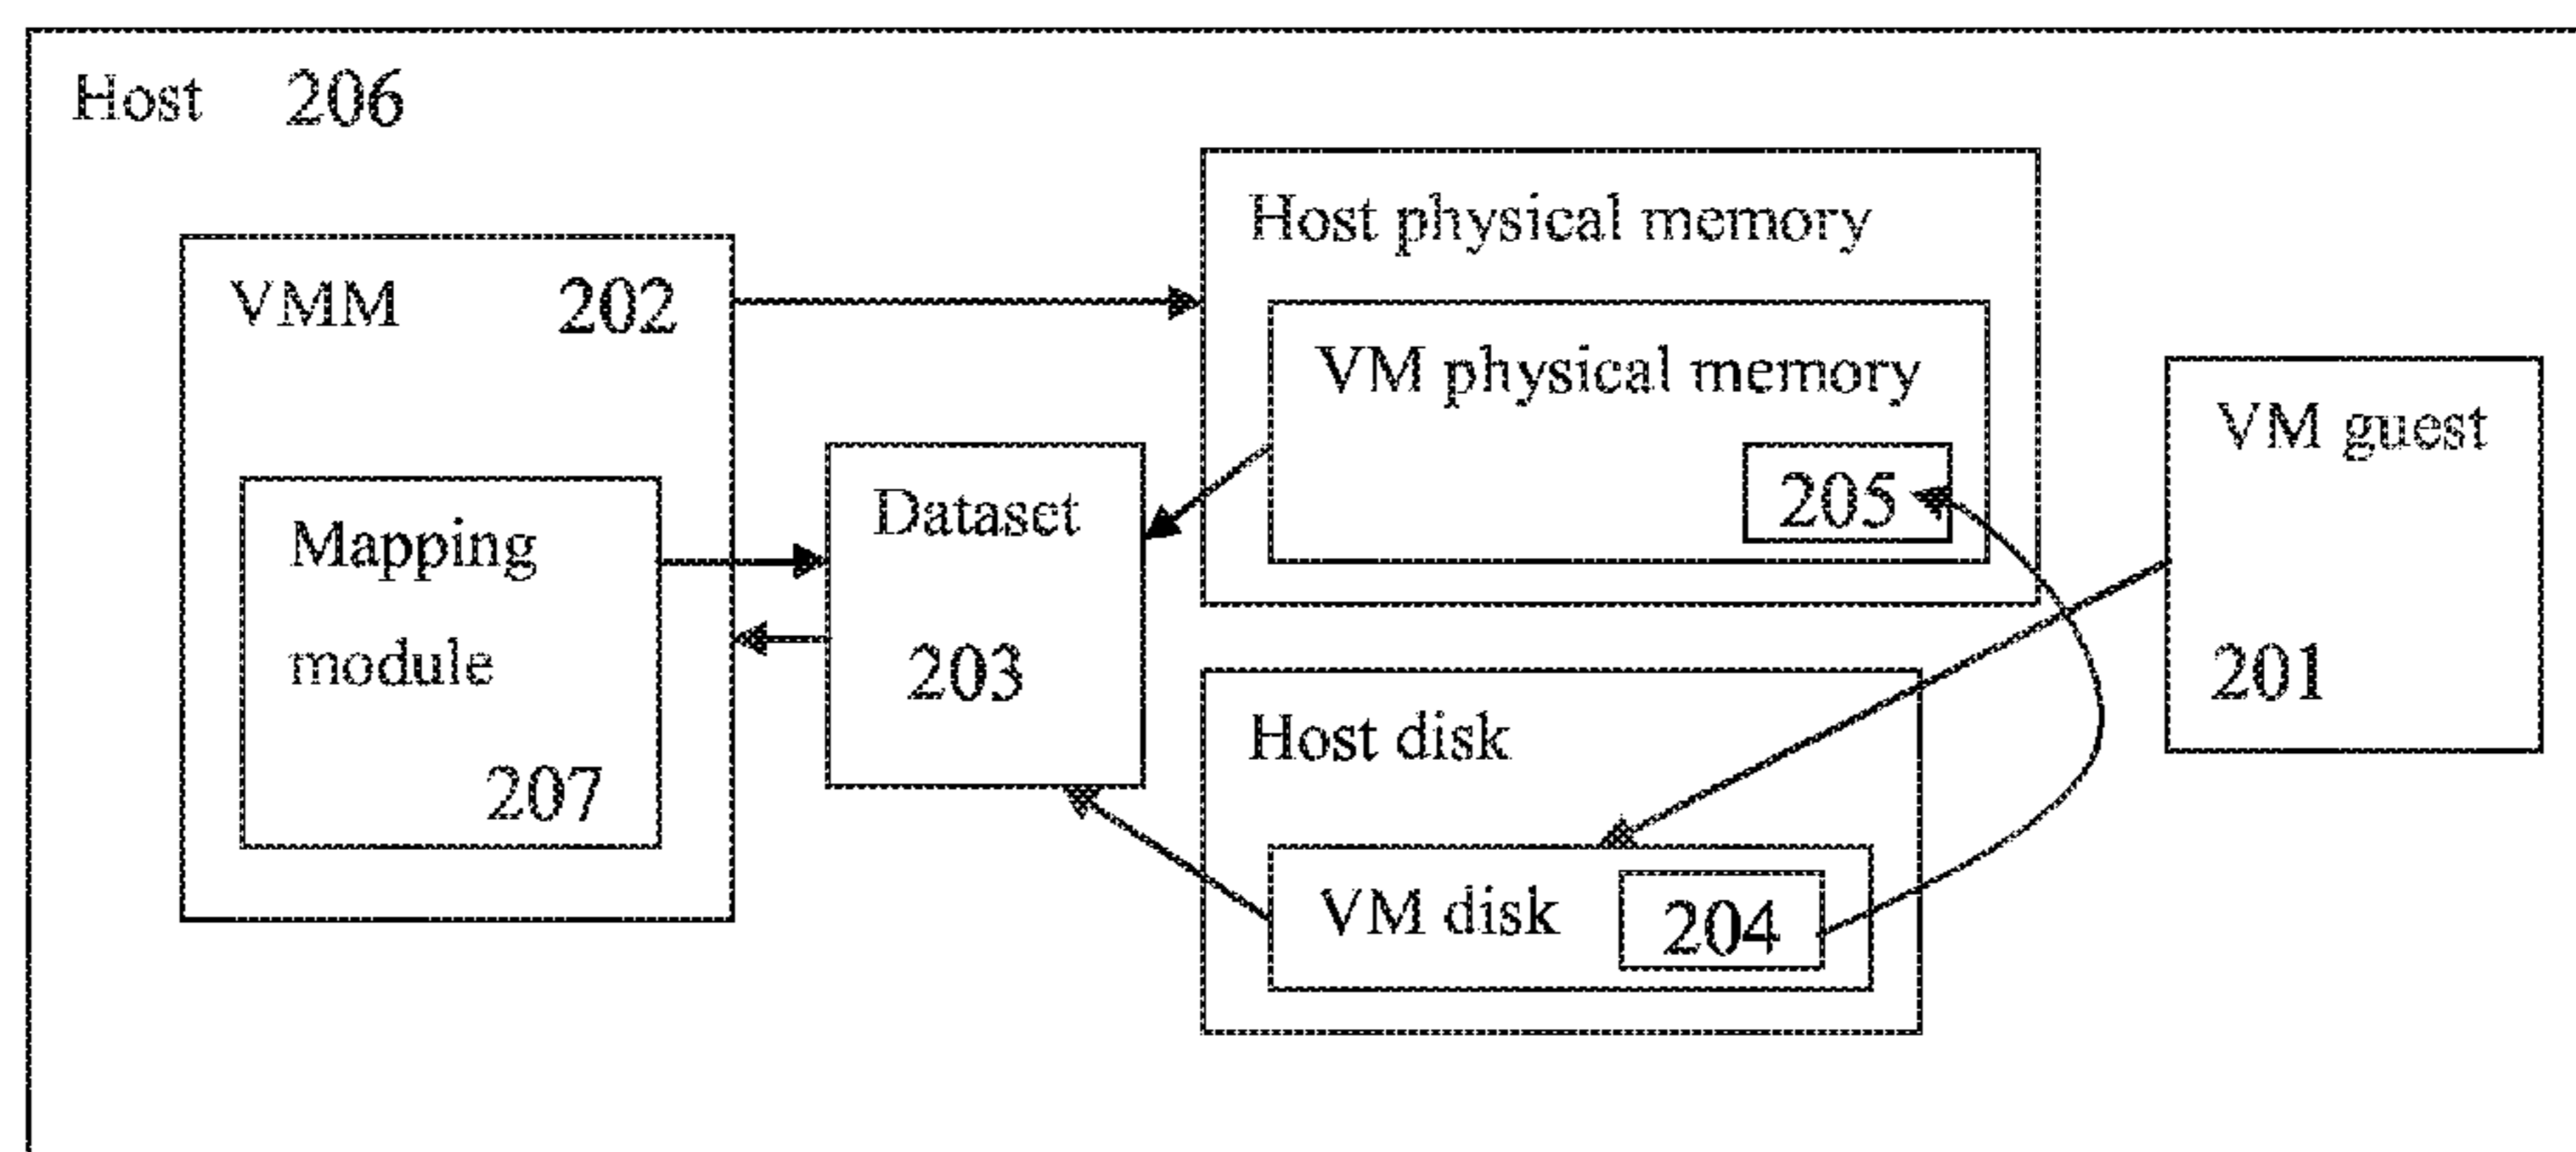 Host 206
VMM 202
Mapping
module
207
Dataset
203
Host physical memory
VM physical memory
205
Host disk
VM disk 204
VM guest
201